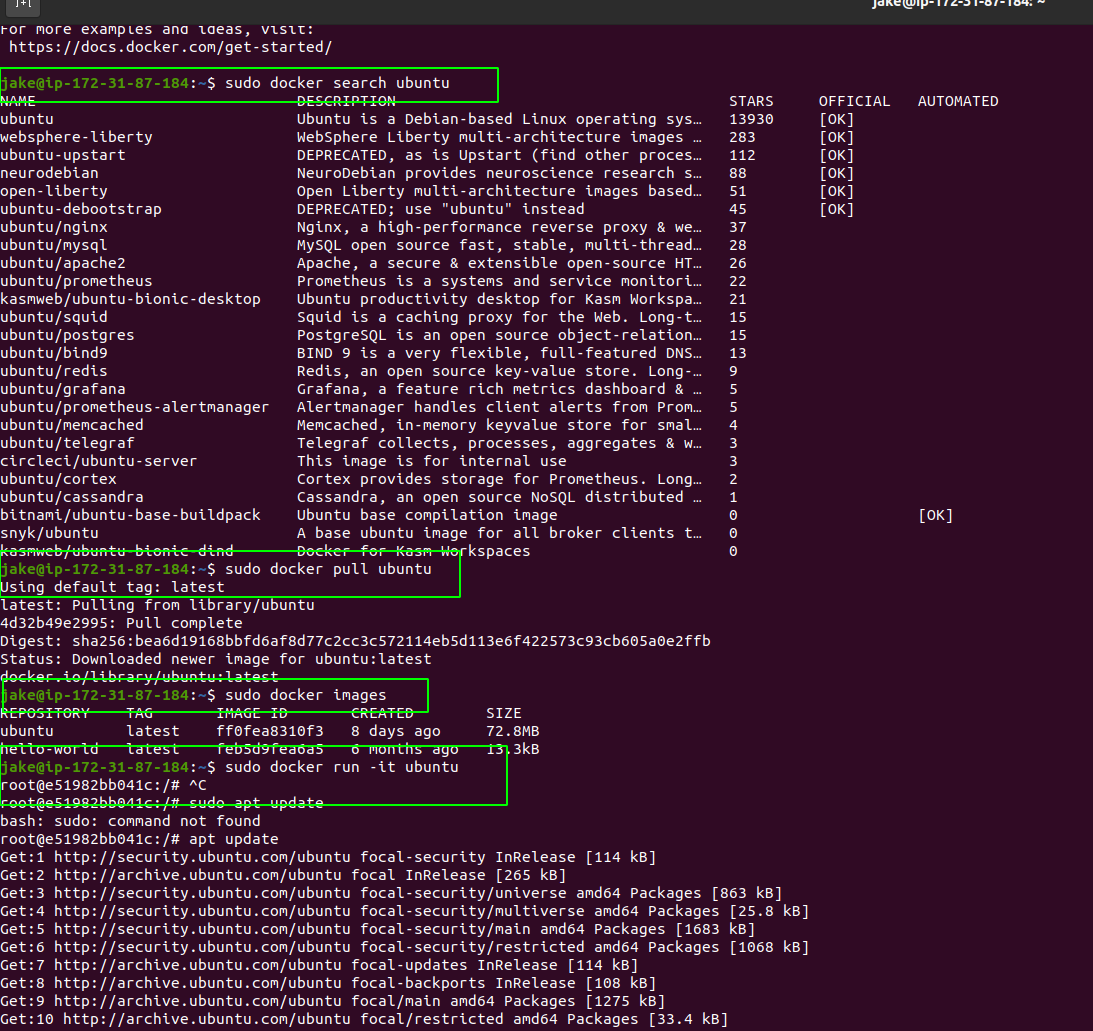 jake@ip-172-31-87-184: ~
For more examples and ideas, visit:
 https://docs.docker.com/get-started/
jake@ip-172-31-87-184:~$ sudo docker search ubuntu
NAME                             DESCRIPTION                                     STARS     OFFICIAL   AUTOMATED
ubuntu                           Ubuntu is a Debian-based Linux operating sys…   13930     [OK]
websphere-liberty                WebSphere Liberty multi-architecture images …   283       [OK]
ubuntu-upstart                   DEPRECATED, as is Upstart (find other proces…   112       [OK]
neurodebian                      NeuroDebian provides neuroscience research s…   88        [OK]
open-liberty                     Open Liberty multi-architecture images based…   51        [OK]
ubuntu-debootstrap               DEPRECATED; use "ubuntu" instead                45        [OK]
ubuntu/nginx                     Nginx, a high-performance reverse proxy & we…   37
ubuntu/mysql                     MySQL open source fast, stable, multi-thread…   28
ubuntu/apache2                   Apache, a secure & extensible open-source HT…   26
ubuntu/prometheus                Prometheus is a systems and service monitori…   22
kasmweb/ubuntu-bionic-desktop    Ubuntu productivity desktop for Kasm Workspa…   21
ubuntu/squid                     Squid is a caching proxy for the Web. Long-t…   15
ubuntu/postgres                  PostgreSQL is an open source object-relation…   15
ubuntu/bind9                     BIND 9 is a very flexible, full-featured DNS…   13
ubuntu/redis                     Redis, an open source key-value store. Long-…   9
ubuntu/grafana                   Grafana, a feature rich metrics dashboard & …   5
ubuntu/prometheus-alertmanager   Alertmanager handles client alerts from Prom…   5
ubuntu/memcached                 Memcached, in-memory keyvalue store for smal…   4
ubuntu/telegraf                  Telegraf collects, processes, aggregates & w…   3
circleci/ubuntu-server           This image is for internal use                  3
ubuntu/cortex                    Cortex provides storage for Prometheus. Long…   2
ubuntu/cassandra                 Cassandra, an open source NoSQL distributed …   1
bitnami/ubuntu-base-buildpack    Ubuntu base compilation image                   0                    [OK]
snyk/ubuntu                      A base ubuntu image for all broker clients t…   0
kasmweb/ubuntu-bionic-dind       Docker for Kasm Workspaces                      0
jake@ip-172-31-87-184:~$ sudo docker pull ubuntu
Using default tag: latest
latest: Pulling from library/ubuntu
4d32b49e2995: Pull complete
Digest: sha256:bea6d19168bbfd6af8d77c2cc3c572114eb5d113e6f422573c93cb605a0e2ffb
Status: Downloaded newer image for ubuntu:latest
docker.io/library/ubuntu:latest
jake@ip-172-31-87-184:~$ sudo docker images
REPOSITORY    TAG       IMAGE ID       CREATED        SIZE
ubuntu        latest    ff0fea8310f3   8 days ago     72.8MB
hello-world   latest    feb5d9fea6a5   6 months ago   13.3kB
jake@ip-172-31-87-184:~$ sudo docker run -it ubuntu
root@e51982bb041c:/# ^C
root@e51982bb041c:/# sudo apt update
bash: sudo: command not found
root@e51982bb041c:/# apt update
Get:1 http://security.ubuntu.com/ubuntu focal-security InRelease [114 kB]
Get:2 http://archive.ubuntu.com/ubuntu focal InRelease [265 kB]
Get:3 http://security.ubuntu.com/ubuntu focal-security/universe amd64 Packages [863 kB]
Get:4 http://security.ubuntu.com/ubuntu focal-security/multiverse amd64 Packages [25.8 kB]
Get:5 http://security.ubuntu.com/ubuntu focal-security/main amd64 Packages [1683 kB]
Get:6 http://security.ubuntu.com/ubuntu focal-security/restricted amd64 Packages [1068 kB]
Get:7 http://archive.ubuntu.com/ubuntu focal-updates InRelease [114 kB]
Get:8 http://archive.ubuntu.com/ubuntu focal-backports InRelease [108 kB]
Get:9 http://archive.ubuntu.com/ubuntu focal/main amd64 Packages [1275 kB]
Get:10 http://archive.ubuntu.com/ubuntu focal/restricted amd64 Packages [33.4 kB]